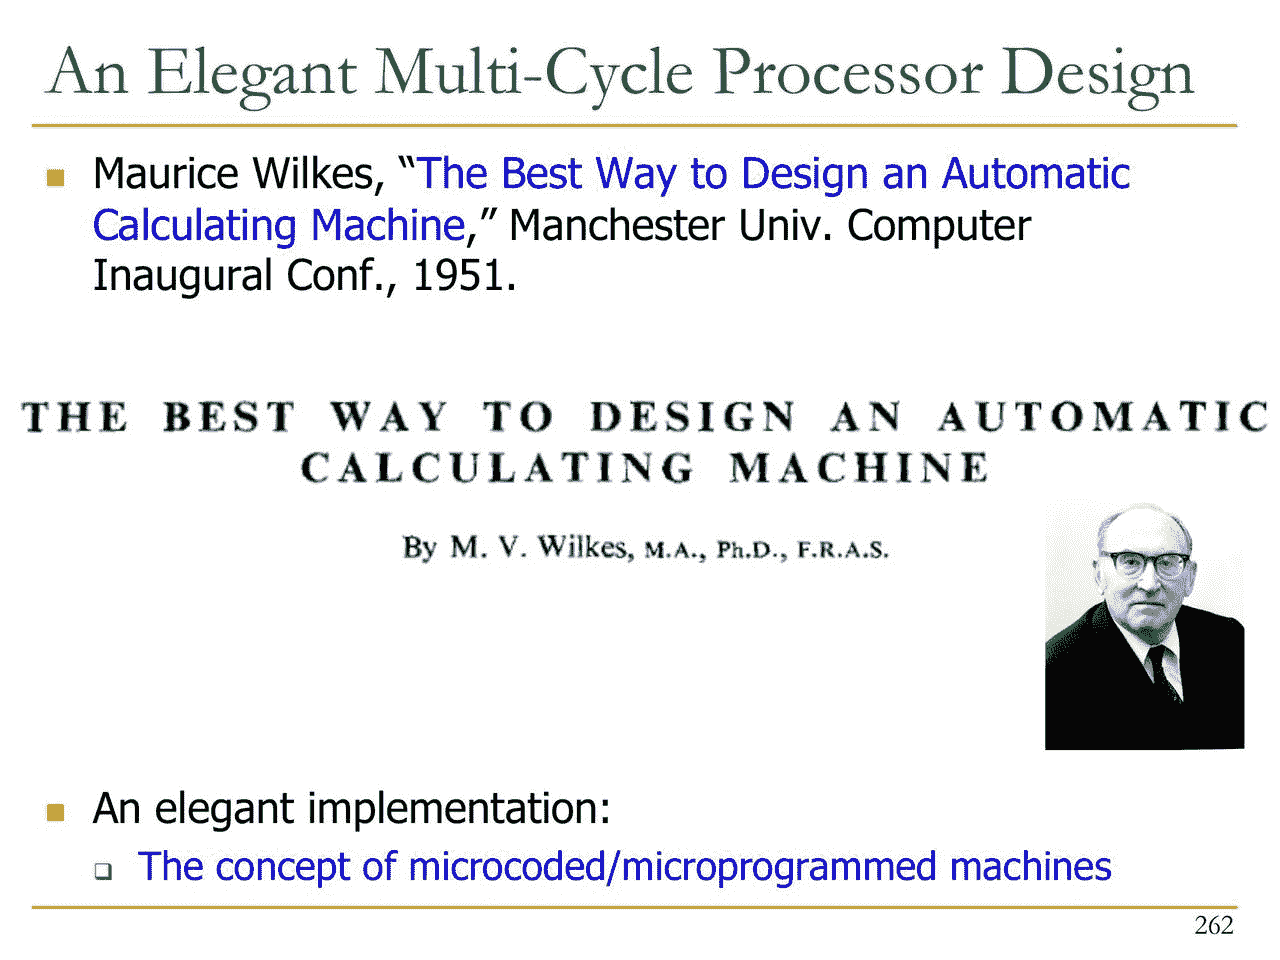 An Elegant Multi-Cycle Processor Design
Maurice Wilkes, “The Best Way to Design an Automatic
Calculating Machine,” Manchester Univ. Computer
Inaugural Conf., 1951.
THE BEST WAY TO DESIGN AN AUTOMATIC
CALCULATING MACHINE
By M. V. Wilkes, M.A., Ph.D., F.R.A.S.
An elegant implementation:
The concept of microcoded/microprogrammed machines
262